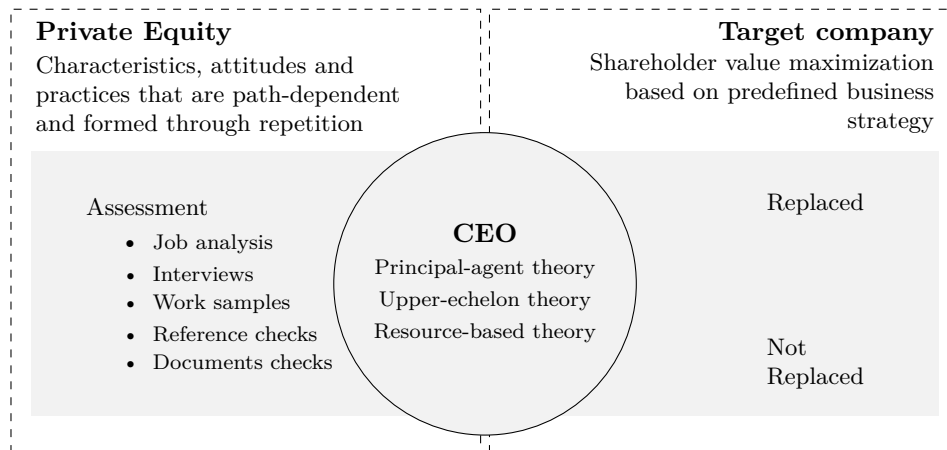 Private Equity
Characteristics, attitudes and
practices that are path-dependent
and formed through repetition
Target company
Shareholder value maximization
based on predefined business
strategy
Assessment
• Job analysis
• Interviews
• Work samples
• Reference checks
• Documents checks
CEO
Principal-agent theory
Upper-echelon theory
Resource-based theory
Replaced
Not
Replaced